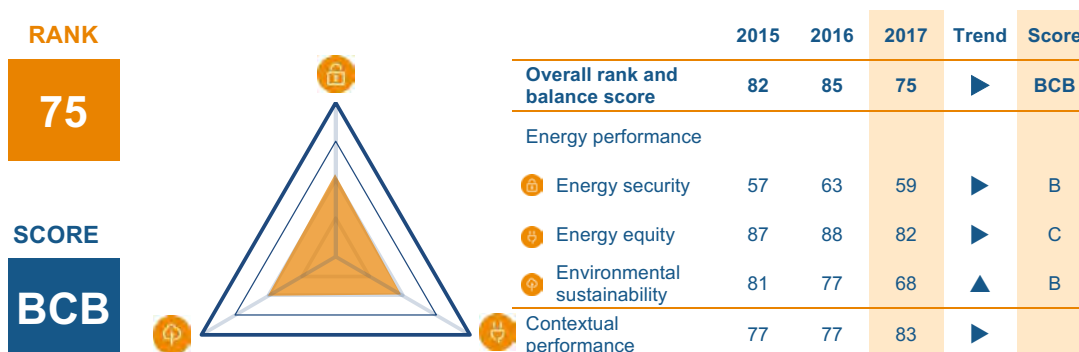 RANK
75
SCORE
BCB
2015 2016 2017 Trend Score
Overall rank and
balance score 82 85 75 BCB
Energy performance
Energy security 57 63 59 B
Energy equity 87 88 82 C
Environmental
sustainability 81 77 68 B
Contextual
performance 77 77 83